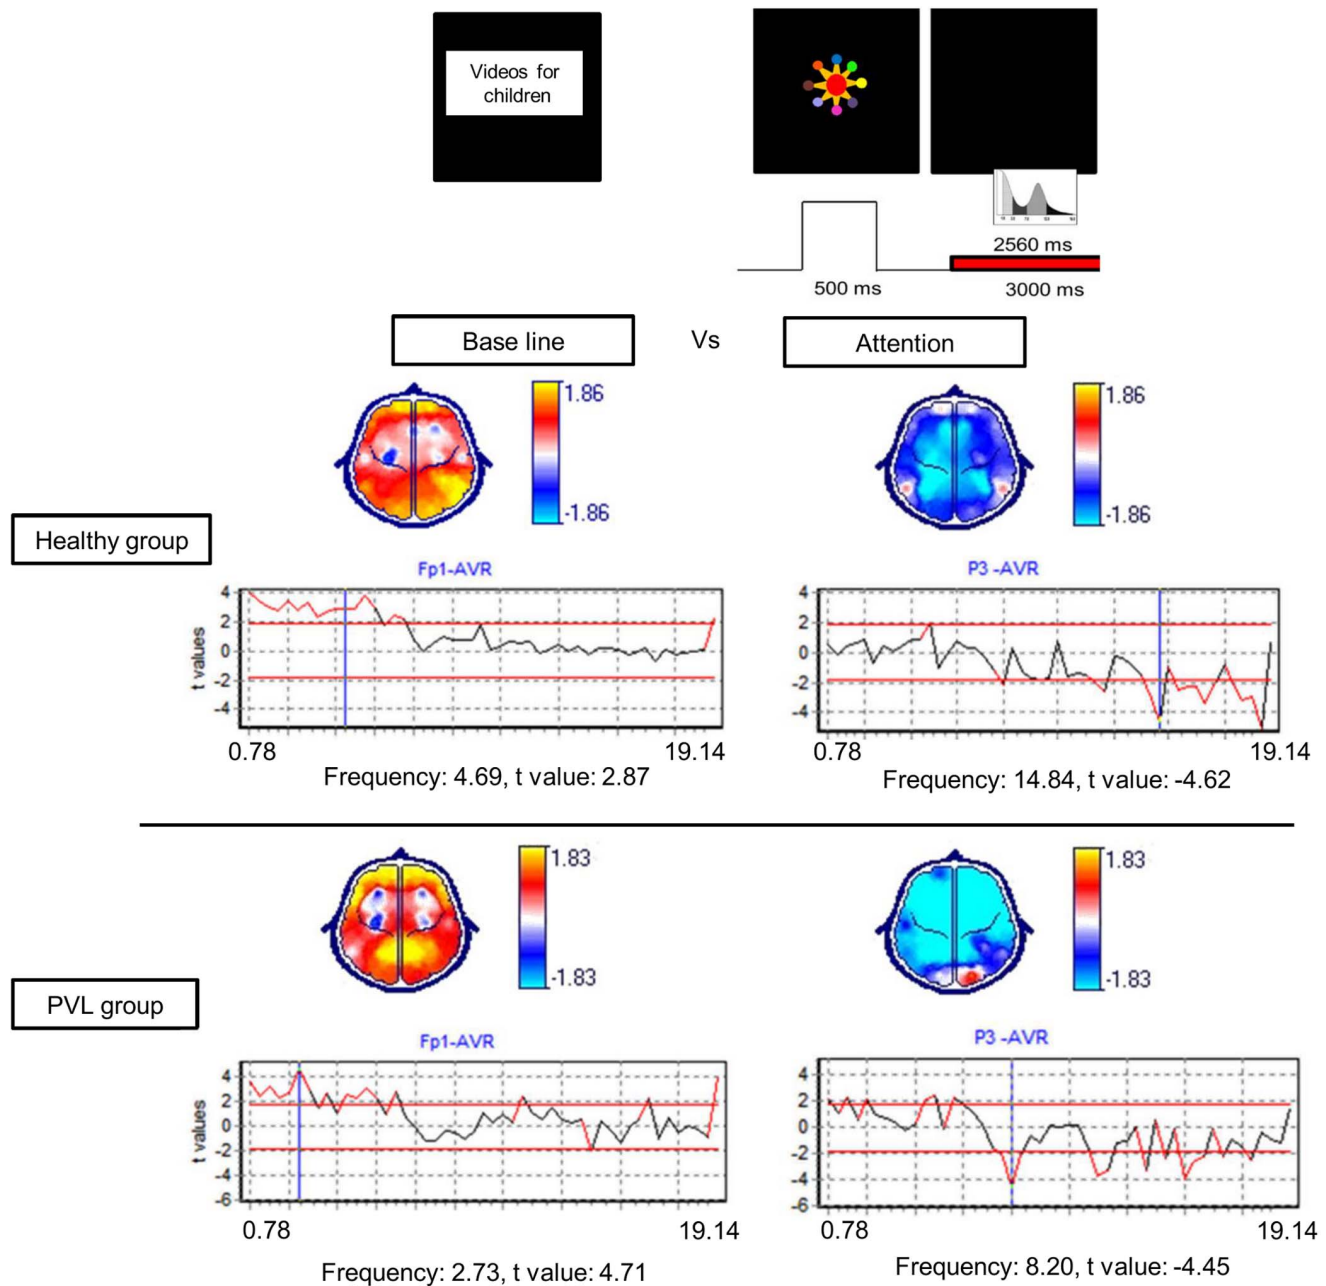 Videos for
children
2560 ms
500 ms
3000 ms
Base line
Vs
Attention
1.86
-1.86
1.86
-1.86
Healthy group
Fp1-AVR
4
2
0
-2
-4
t values
0.78
19.14
Frequency: 4.69, t value: 2.87
P3 -AVR
4
2
0
-2
-4
0.78
19.14
Frequency: 14.84, t value: -4.62
1.83
-1.83
1.83
-1.83
PVL group
Fp1-AVR
4
2
0
-2
-4
-6
t values
0.78
19.14
Frequency: 2.73, t value: 4.71
P3 -AVR
4
2
0
-2
-4
-6
0.78
19.14
Frequency: 8.20, t value: -4.45